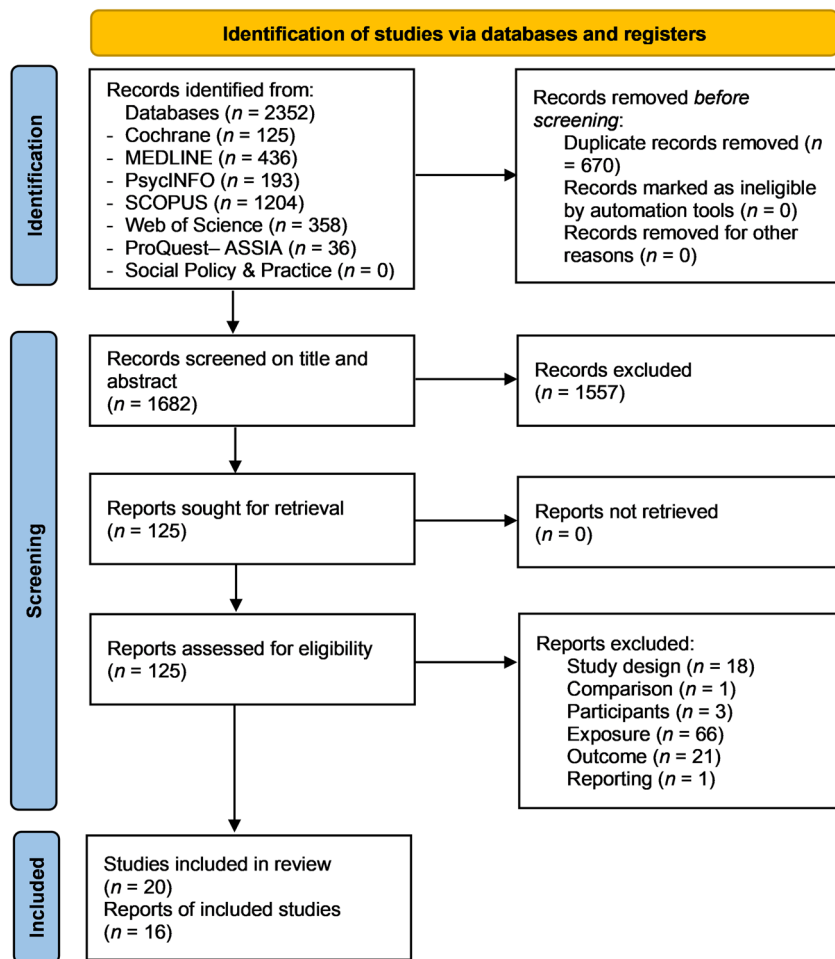 Identification of studies via databases and registers
Identification
Records identified from:
Databases (n = 2352)
- Cochrane (n = 125)
- MEDLINE (n = 436)
- PsycINFO (n = 193)
- SCOPUS (n = 1204)
- Web of Science (n = 358)
- ProQuest– ASSIA (n = 36)
- Social Policy & Practice (n = 0)
Records removed before
screening:
Duplicate records removed (n
= 670)
Records marked as ineligible
by automation tools (n = 0)
Records removed for other
reasons (n = 0)
Screening
Records screened on title and
abstract
(n = 1682)
Records excluded
(n = 1557)
Reports sought for retrieval
(n = 125)
Reports not retrieved
(n = 0)
Reports assessed for eligibility
(n = 125)
Reports excluded:
Study design (n = 18)
Comparison (n = 1)
Participants (n = 3)
Exposure (n = 66)
Outcome (n = 21)
Reporting (n = 1)
Included
Studies included in review
(n = 20)
Reports of included studies
(n = 16)